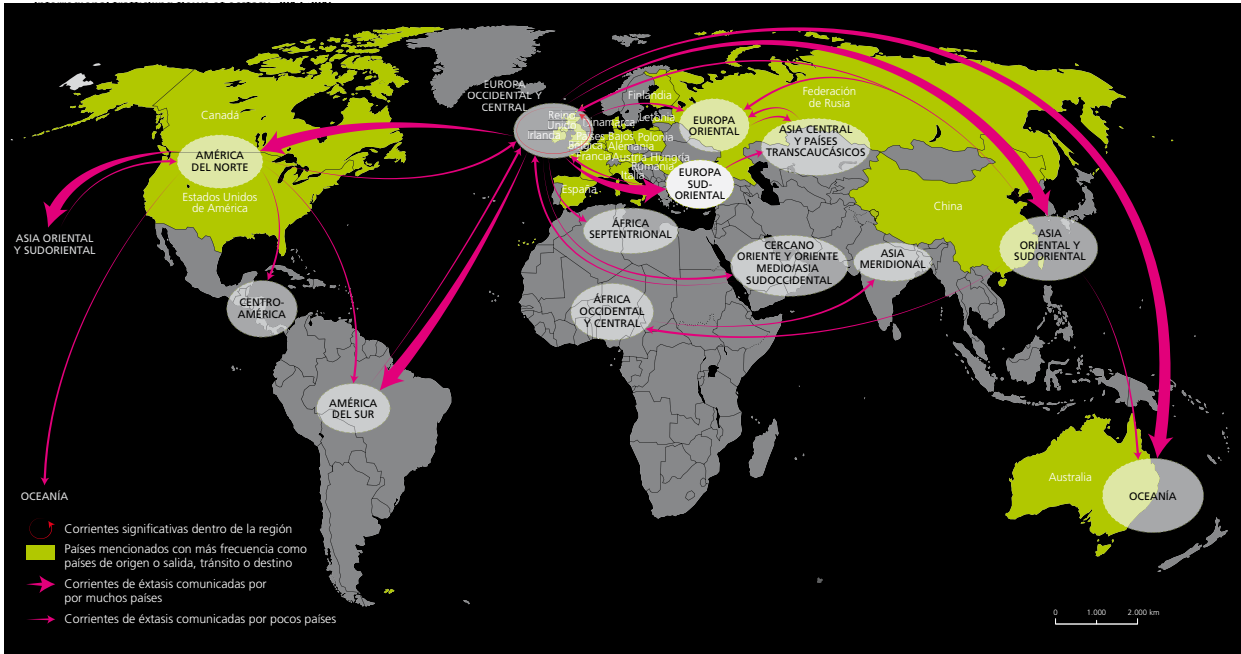 EUROPA
OCCIDENTAL Y
CENTRAL
Canadá
Reino
Unido
Irlanda
Dinamarca
Finlandia
Letonia
Países Bajos Polonia
Bélgica Alemania
Francia Austria Hungría
Rumania
Italia
España
Federación
de Rusia
EUROPA
ORIENTAL
ASIA CENTRAL
Y PAÍSES
TRANSCAUCÁSICOS
AMÉRICA
DEL NORTE
EUROPA
SUD-
ORIENTAL
Estados Unidos
de América
China
ASIA ORIENTAL
Y SUDORIENTAL
ÁFRICA
SEPTENTRIONAL
CERCANO
ORIENTE Y ORIENTE
MEDIO/ASIA
SUDOCCIDENTAL
ASIA
MERIDIONAL
ASIA
ORIENTAL Y
SUDORIENTAL
CENTRO-
AMÉRICA
ÁFRICA
OCCIDENTAL
Y CENTRAL
AMÉRICA
DEL SUR
Australia
OCEANÍA
OCEANÍA
Corrientes significativas dentro de la región
Países mencionados con más frecuencia como
países de origen o salida, tránsito o destino
Corrientes de éxtasis comunicadas por
por muchos países
Corrientes de éxtasis comunicadas por pocos países
0 1.000 2.000 km